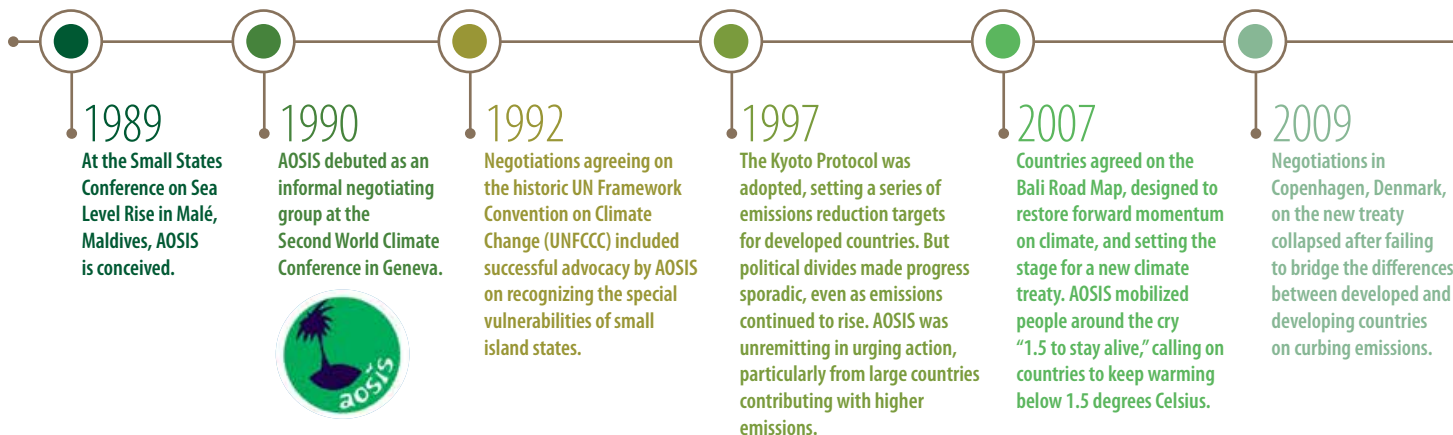 1989
At the Small States
Conference on Sea
Level Rise in Malé,
Maldives, AOSIS
is conceived.
1990
AOSIS debuted as an
informal negotiating
group at the
Second World Climate
Conference in Geneva.
aosis
1992
Negotiations agreeing on
the historic UN Framework
Convention on Climate
Change (UNFCCC) included
successful advocacy by AOSIS
on recognizing the special
vulnerabilities of small
island states.
1997
The Kyoto Protocol was
adopted, setting a series of
emissions reduction targets
for developed countries. But
political divides made progress
sporadic, even as emissions
continued to rise. AOSIS was
unremitting in urging action,
particularly from large countries
contributing with higher
emissions.
2007
Countries agreed on the
Bali Road Map, designed to
restore forward momentum
on climate, and setting the
stage for a new climate
treaty. AOSIS mobilized
people around the cry
“1.5 to stay alive,” calling on
countries to keep warming
below 1.5 degrees Celsius.
2009
Negotiations in
Copenhagen, Denmark,
on the new treaty
collapsed after failing
to bridge the differences
between developed and
developing countries
on curbing emissions.